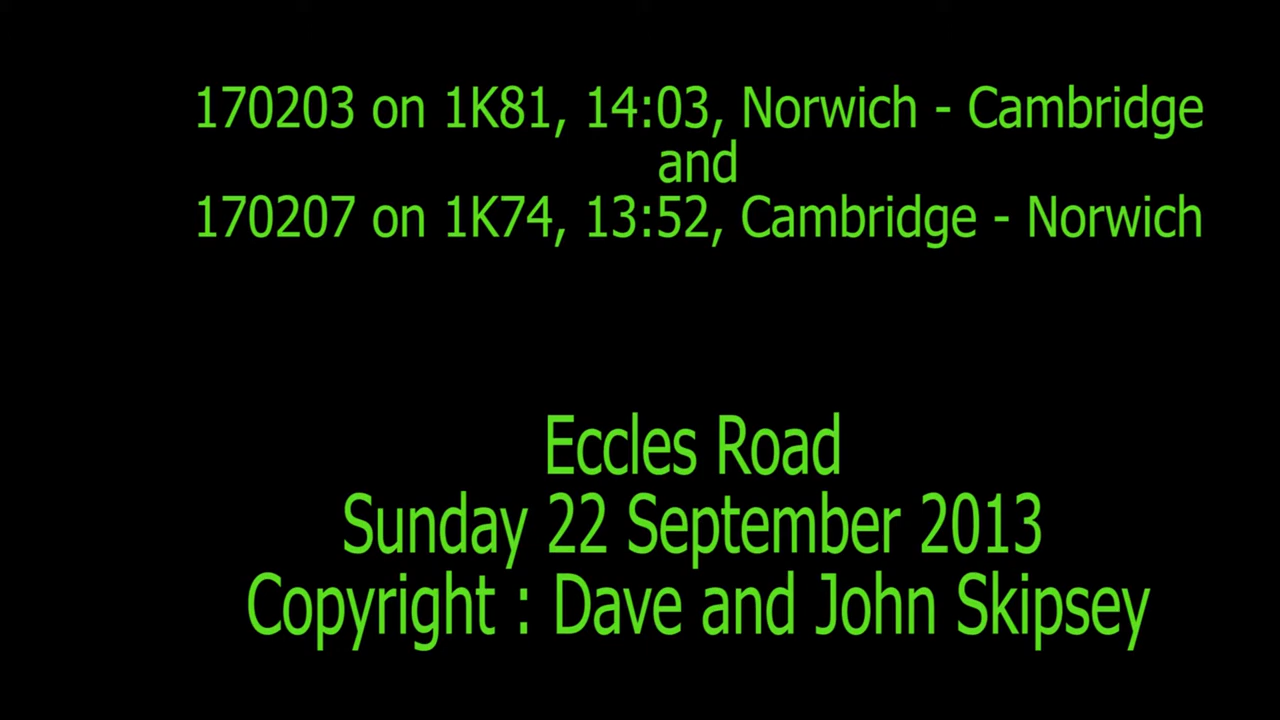 170203 on 1K81, 14:03, Norwich - Cambridge
and
170207 on 1K74, 13:52, Cambridge - Norwich
Eccles Road
Sunday 22 September 2013
Copyright : Dave and John Skipsey